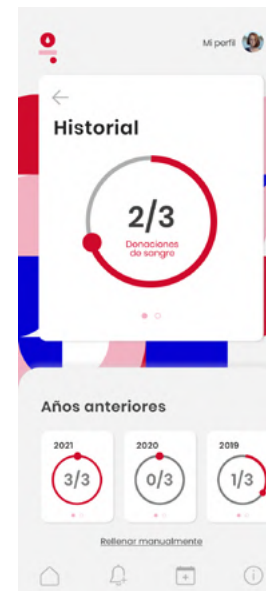 Mi perfil
Historial
2/3
Donaciones
de sangre
Años anteriores
2021
2020
2019
3/3
0/3
1/3
Rellenar manualmente